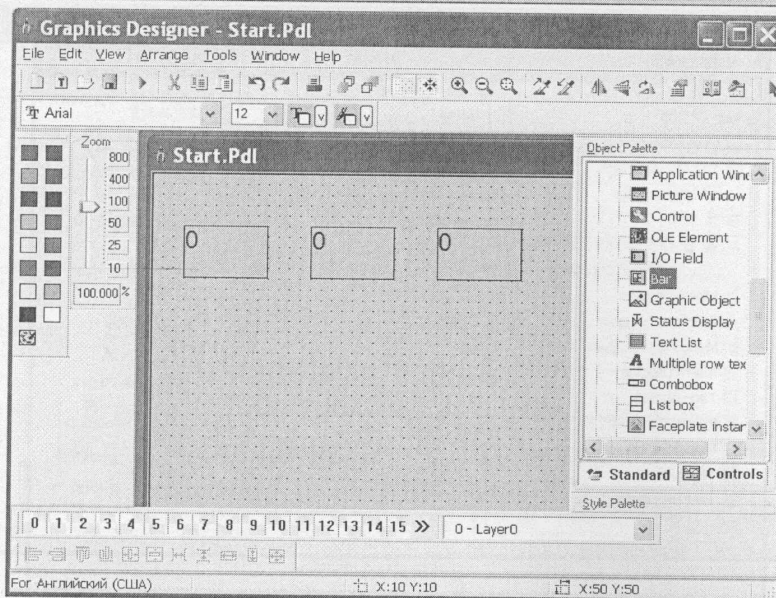 Graphics Designer - Start.Pdl
File Edit View Arrange Tools Window Help
Arial 12
Zoom
800
400
100
50
25
10
100.000 %
Start.Pdl
0 0 0
Object Palette
Application Winc
Picture Window
Control
OLE Element
I/O Field
Bar
Graphic Object
Status Display
Text List
Multiple row tex
Combobox
List box
Faceplate instar
Standard Controls
Style Palette
0 1 2 3 4 5 6 7 8 9 10 11 12 13 14 15 0 - Layer0
For Английский (США) X:10 Y:10 X:50 Y:50